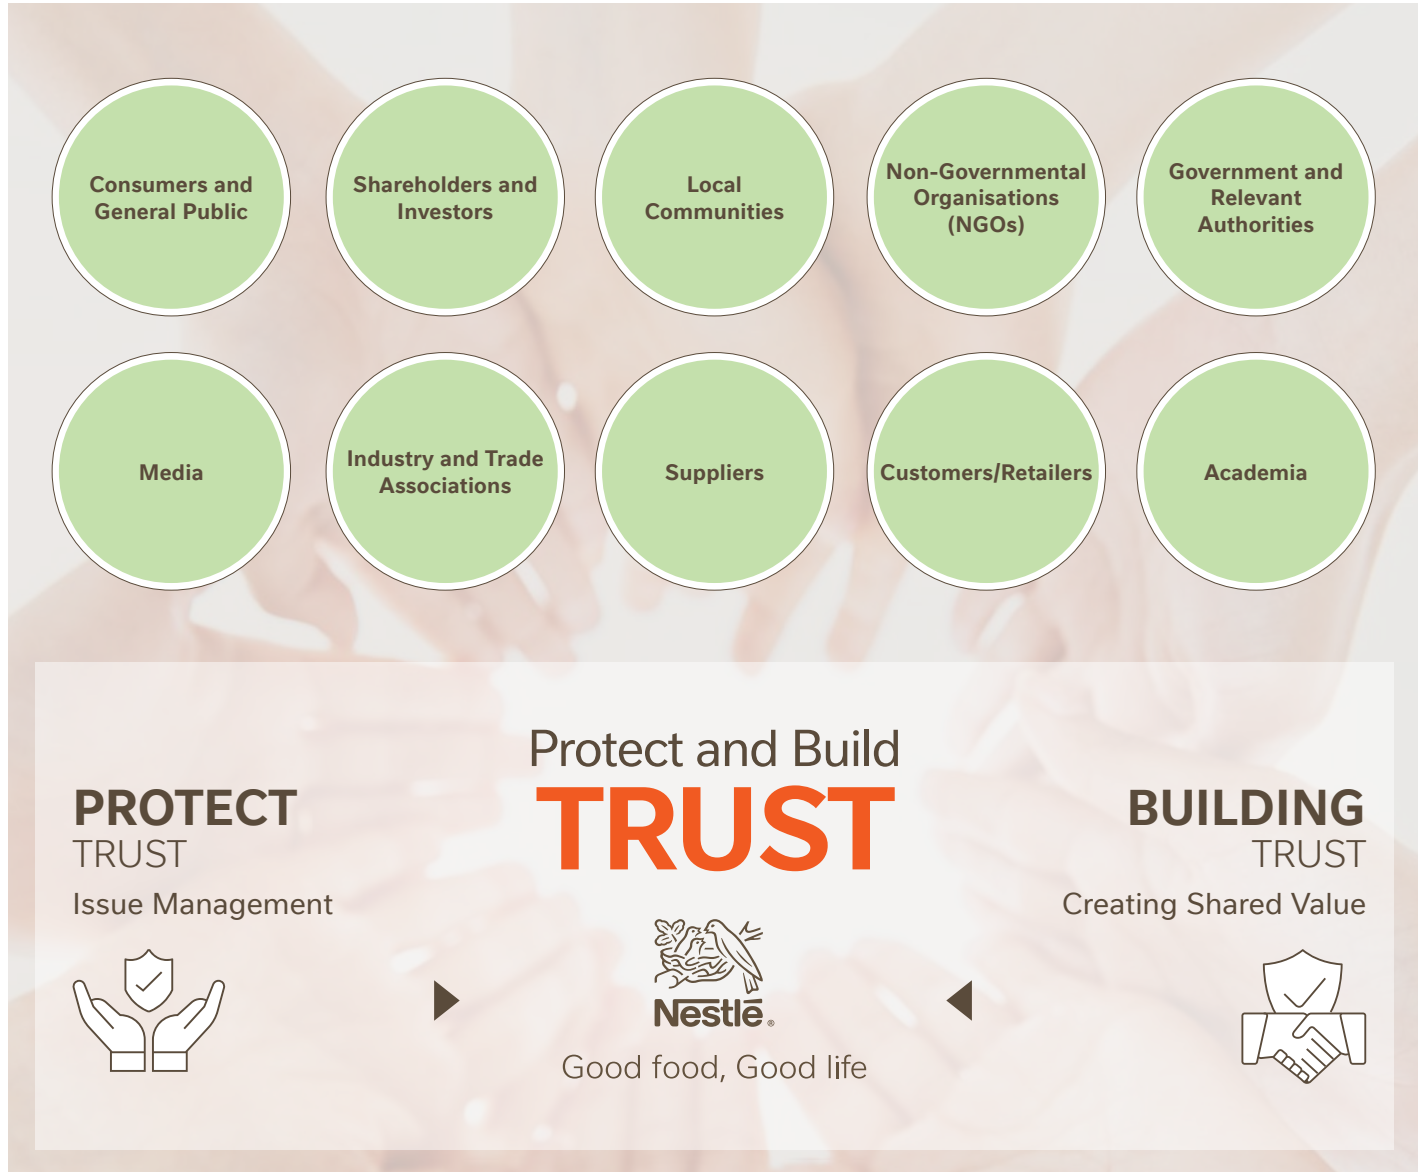 Consumers and
General Public
Shareholders and
Investors
Local
Communities
Non-Governmental
Organisations
(NGOs)
Government and
Relevant
Authorities
Media
Industry and Trade
Associations
Suppliers
Customers/Retailers
Academia
Protect and Build
TRUST
PROTECT
TRUST
Issue Management
BUILDING
TRUST
Creating Shared Value
Nestlé®
Good food, Good life